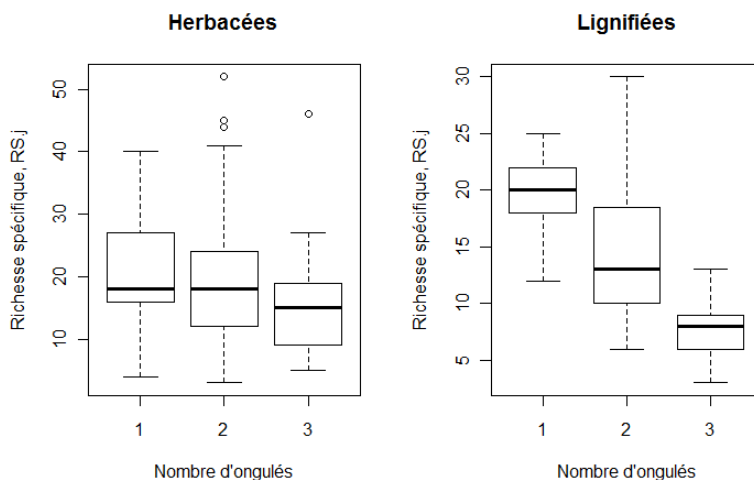 Herbacées
Richesse spécifique, RS.j
50
40
30
20
10
1 2 3
Nombre d'ongulés
Lignifiées
Richesse spécifique, RS.j
30
25
20
15
10
5
1 2 3
Nombre d'ongulés